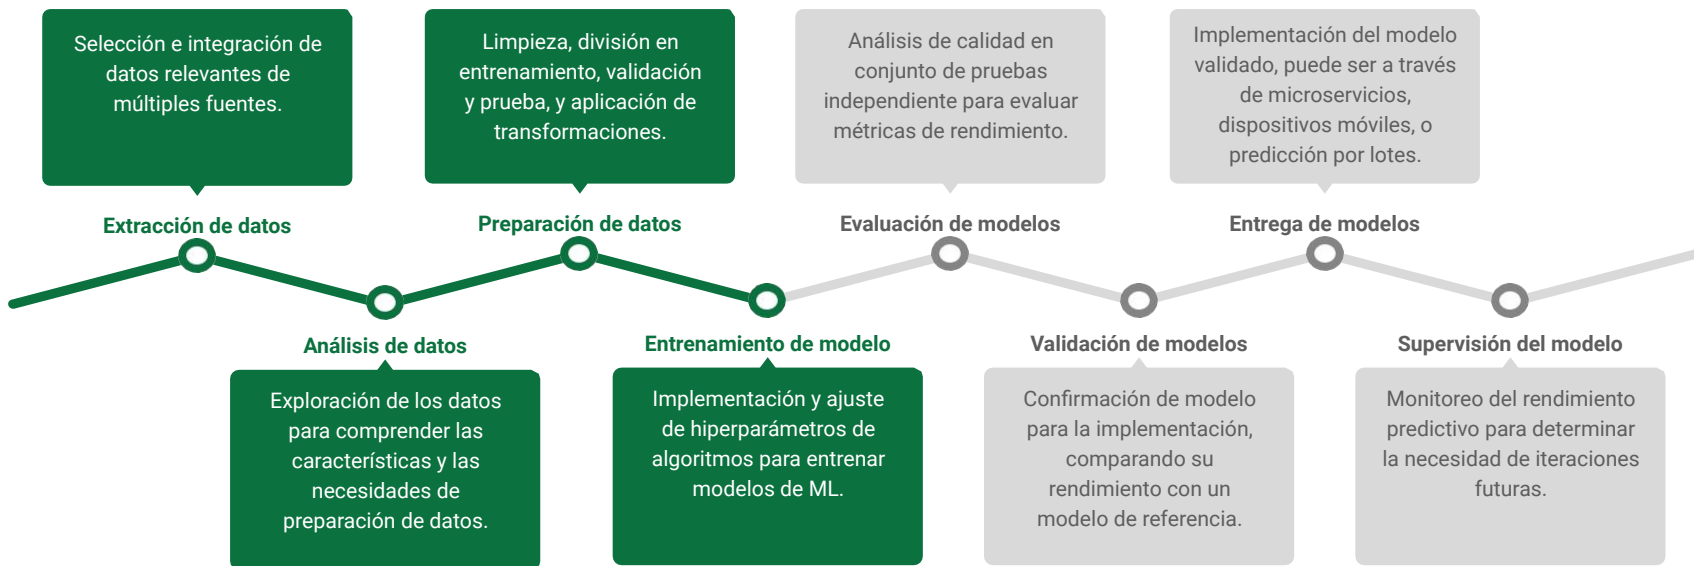 Selección e integración de
datos relevantes de
múltiples fuentes.
Extracción de datos
Análisis de datos
Exploración de los datos
para comprender las
características y las
necesidades de
preparación de datos.
Limpieza, división en
entrenamiento, validación
y prueba, y aplicación de
transformaciones.
Preparación de datos
Entrenamiento de modelo
Implementación y ajuste
de hiperparámetros de
algoritmos para entrenar
modelos de ML.
Análisis de calidad en
conjunto de pruebas
independiente para evaluar
métricas de rendimiento.
Evaluación de modelos
Validación de modelos
Confirmación de modelo
para la implementación,
comparando su
rendimiento con un
modelo de referencia.
Implementación del modelo
validado, puede ser a través
de microservicios,
dispositivos móviles, o
predicción por lotes.
Entrega de modelos
Supervisión del modelo
Monitoreo del rendimiento
predictivo para determinar
la necesidad de iteraciones
futuras.